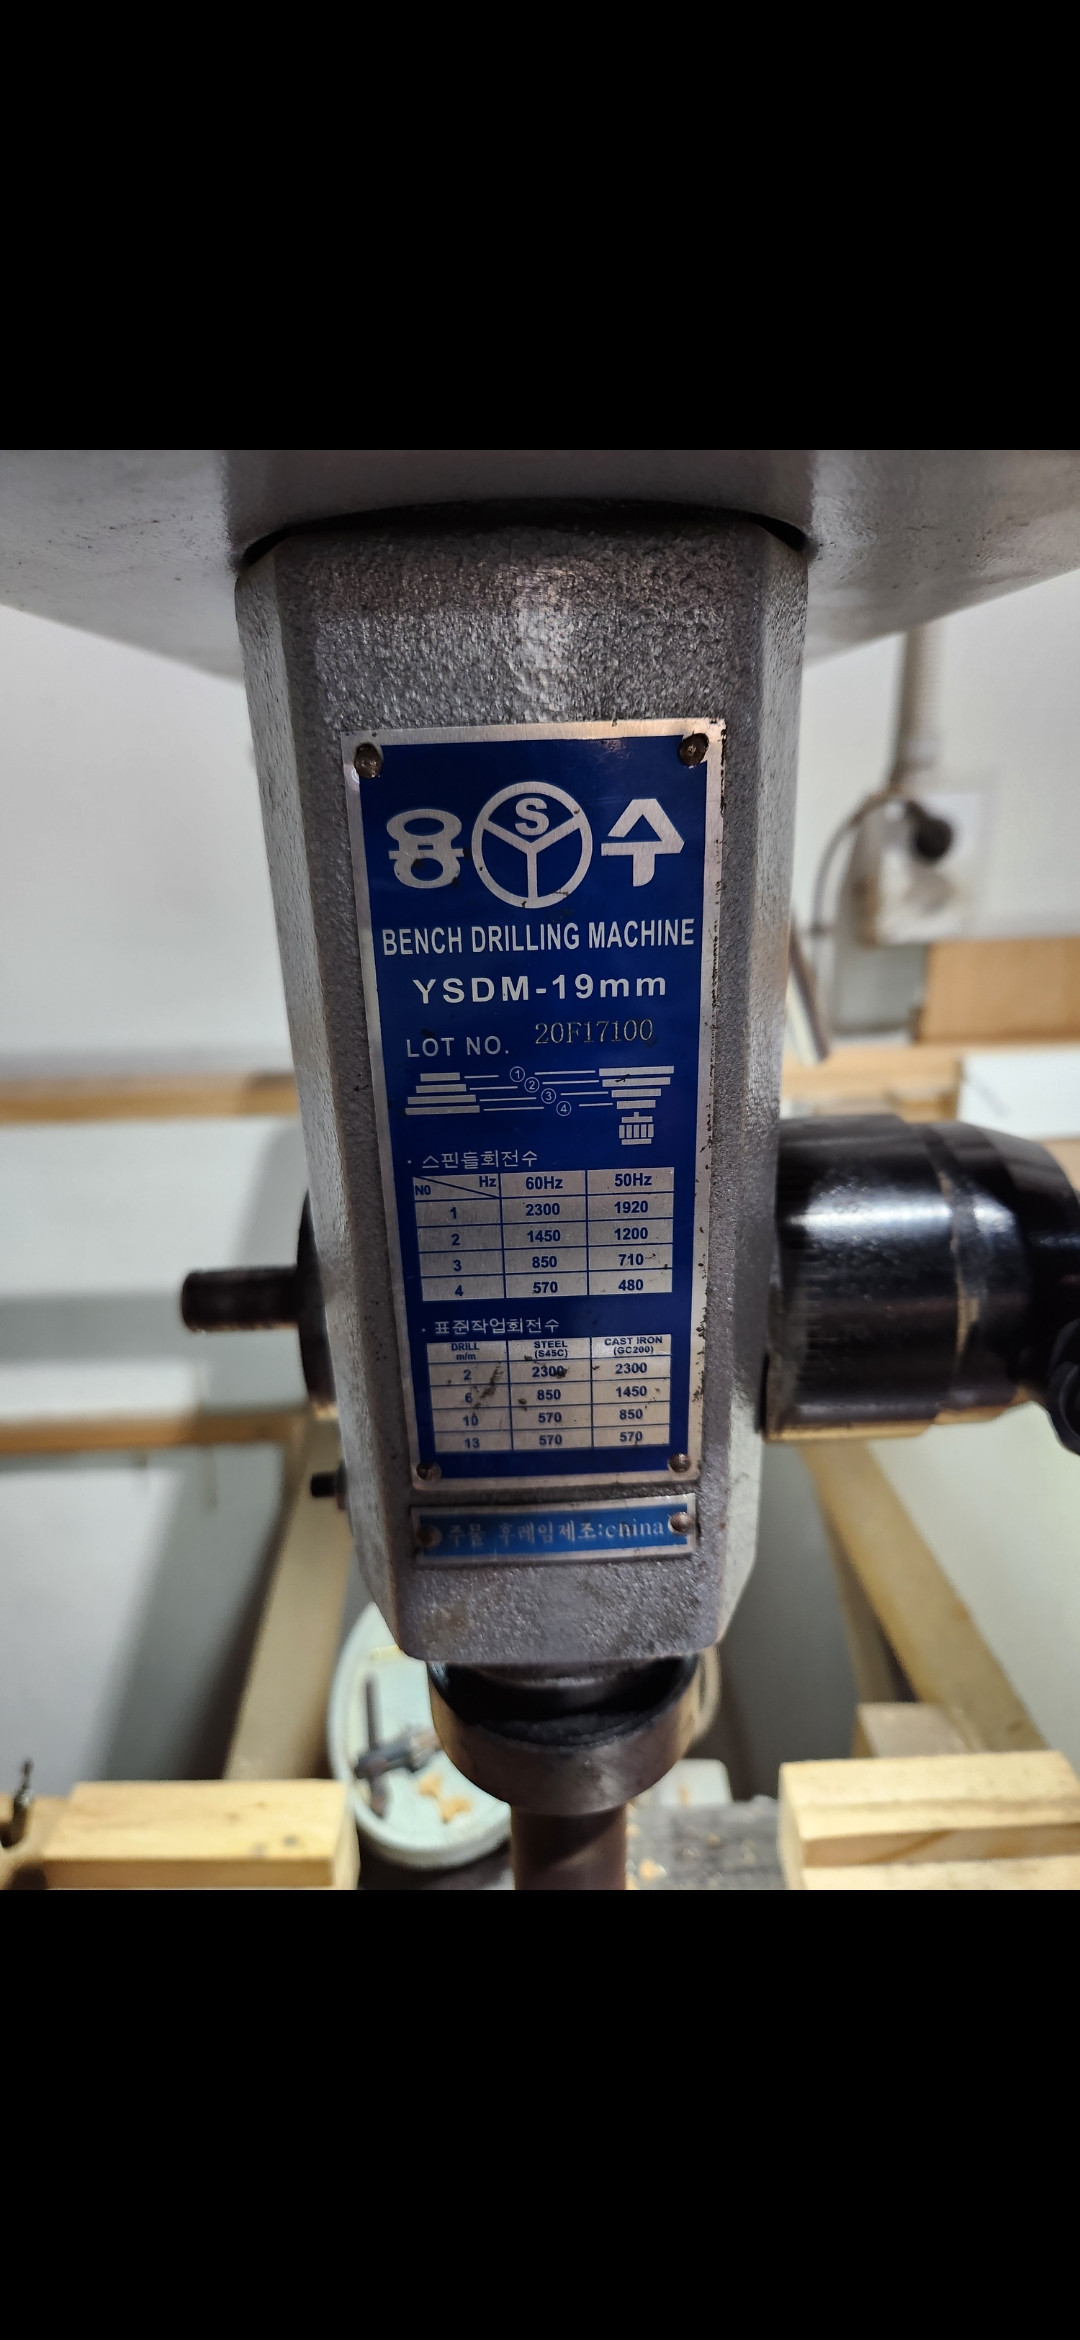 용 S Y 수
BENCH DRILLING MACHINE
YSDM-19mm
LOT NO. 20F17100
①
②
③
④
· 스핀들회전수
NO Hz 60Hz 50Hz
1 2300 1920
2 1450 1200
3 850 710
4 570 480
· 표준작업회전수
DRILL m/m STEEL (S45C) CAST IRON (GC200)
2 2300 2300
6 850 1450
10 570 850
13 570 570
주물 후레임제조:china